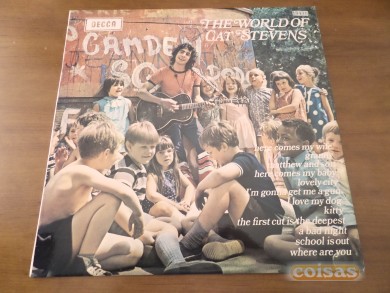 DECCA
THE WORLD OF
CAT STEVENS
CAMDEN
SC
here comes my wife
granny
matthew and son
here comes my baby
lovely city
I'm gonna get me a gun
I love my dog
kitty
the first cut is the deepest
a bad night
school is out
where are you
coisas